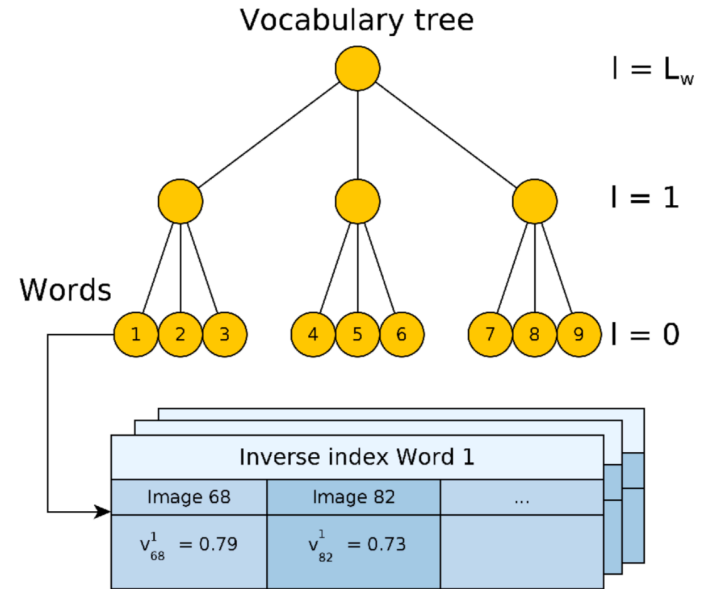 Vocabulary tree
l = L_w
l = 1
Words
1 2 3 4 5 6 7 8 9
l = 0
Inverse index Word 1
Image 68 Image 82 ...
v^1_68 = 0.79 v^1_82 = 0.73